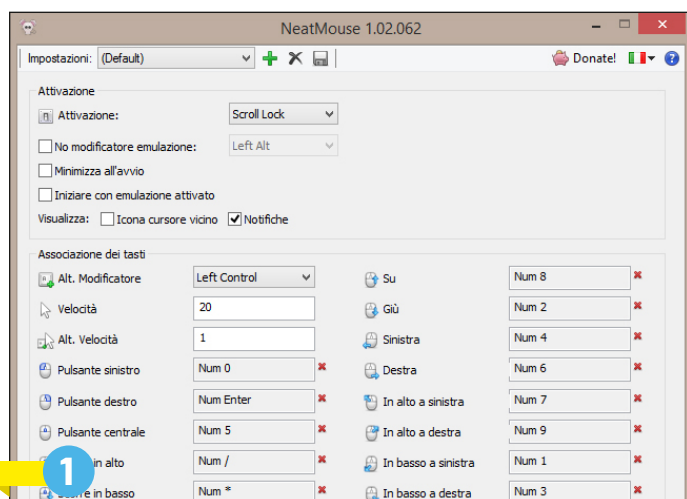 NeatMouse 1.02.062
Impostazioni: (Default) Donate!
Attivazione
Attivazione: Scroll Lock
No modificatore emulazione: Left Alt
Minimizza all'avvio
Iniziare con emulazione attivato
Visualizza: Icona cursore vicino Notifiche
Associazione dei tasti
Alt. Modificatore Left Control Su Num 8
Velocità 20 Giù Num 2
Alt. Velocità 1 Sinistra Num 4
Pulsante sinistro Num 0 Destra Num 6
Pulsante destro Num Enter In alto a sinistra Num 7
Pulsante centrale Num 5 In alto a destra Num 9
in alto Num / In basso a sinistra Num 1
1
in basso Num * In basso a destra Num 3